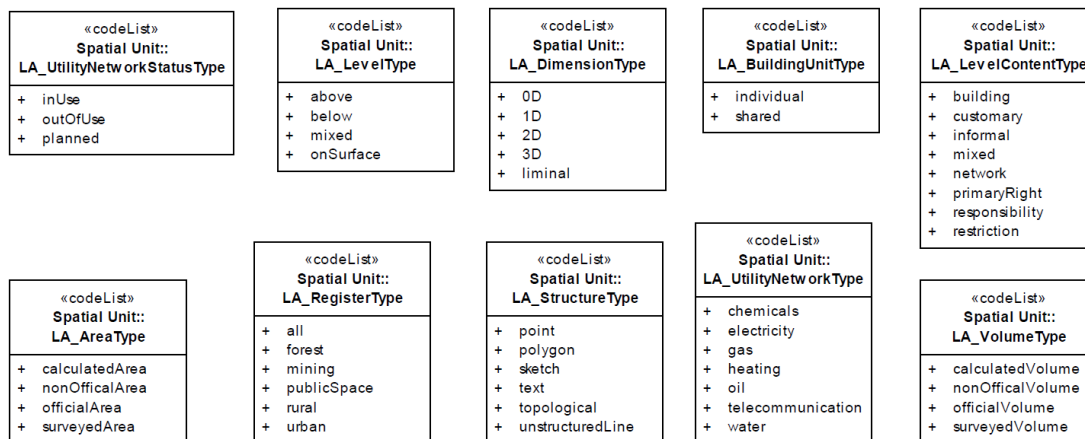 «codeList»
Spatial Unit::
LA_UtilityNetworkStatusType
+ inUse
+ outOfUse
+ planned
«codeList»
Spatial Unit::
LA_LevelType
+ above
+ below
+ mixed
+ onSurface
«codeList»
Spatial Unit::
LA_DimensionType
+ 0D
+ 1D
+ 2D
+ 3D
+ liminal
«codeList»
Spatial Unit::
LA_BuildingUnitType
+ individual
+ shared
«codeList»
Spatial Unit::
LA_LevelContentType
+ building
+ customary
+ informal
+ mixed
+ network
+ primaryRight
+ responsibility
+ restriction
«codeList»
Spatial Unit::
LA_AreaType
+ calculatedArea
+ nonOfficalArea
+ officialArea
+ surveyedArea
«codeList»
Spatial Unit::
LA_RegisterType
+ all
+ forest
+ mining
+ publicSpace
+ rural
+ urban
«codeList»
Spatial Unit::
LA_StructureType
+ point
+ polygon
+ sketch
+ text
+ topological
+ unstructuredLine
«codeList»
Spatial Unit::
LA_UtilityNetworkType
+ chemicals
+ electricity
+ gas
+ heating
+ oil
+ telecommunication
+ water
«codeList»
Spatial Unit::
LA_VolumeType
+ calculatedVolume
+ nonOfficalVolume
+ officialVolume
+ surveyedVolume